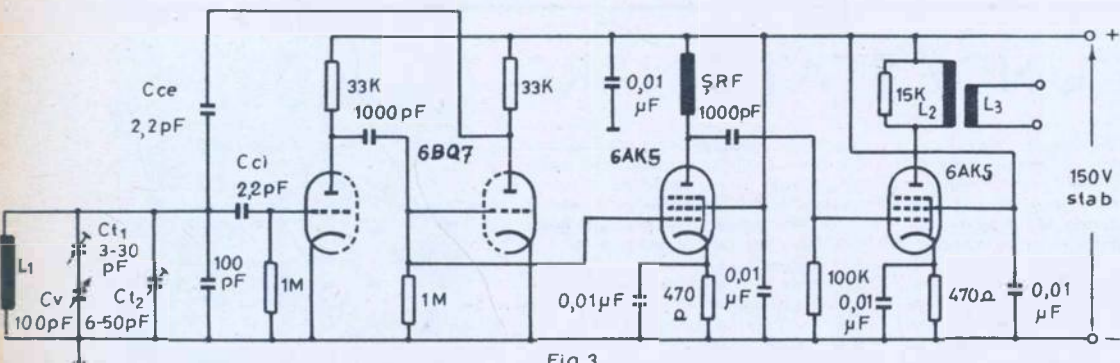 Cce
2,2pF
33K
1000pF
6BQ7
33K
0,01
µF
ȘRF
1000pF
15K
L2
L3
+
150V
stab
-
6AK5
6AK5
Cci
2,2pF
L1
Ct1
3-30
pF
Cv
100pF
Ct2
6-50pF
100
pF
1M
1M
0,01µF
470
Ω
0,01
µF
100K
0,01
µF
470Ω
0,01
µF
Fig.3